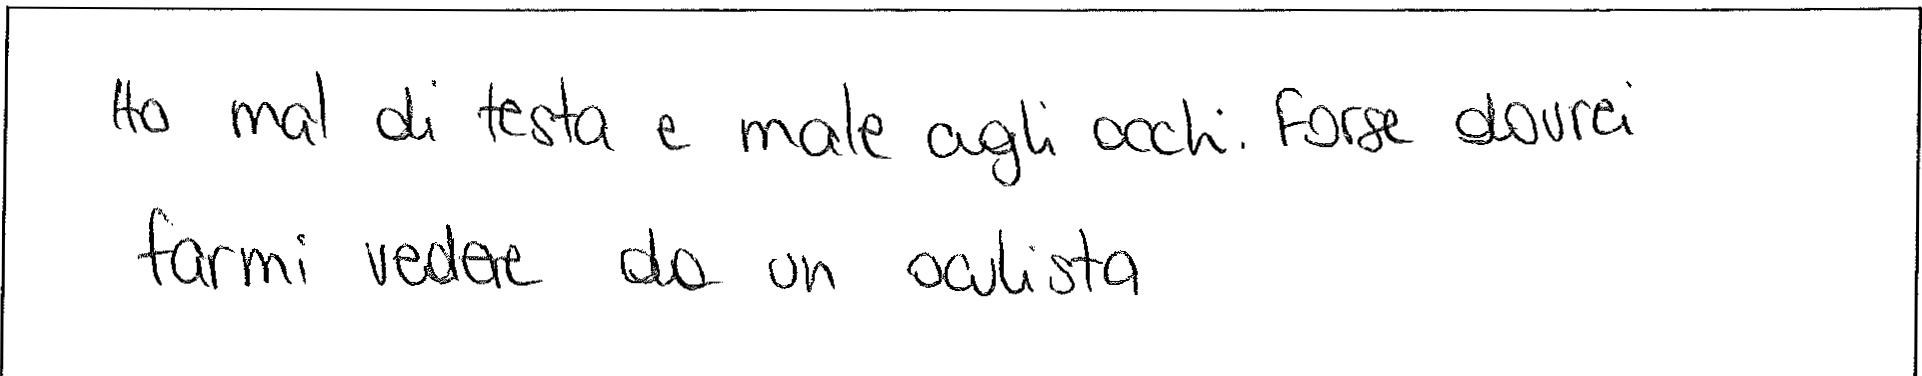 Ho mal di testa e male agli occhi. Forse dovrei
farmi vedere da un oculista